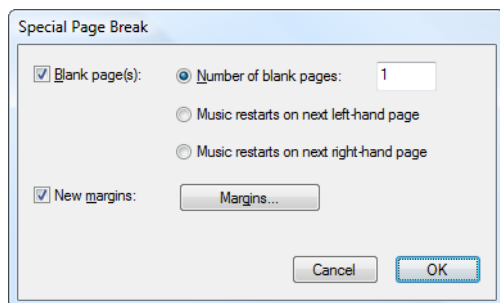 Special Page Break
Blank page(s): Number of blank pages: 1
Music restarts on next left-hand page
Music restarts on next right-hand page
New margins: Margins...
Cancel OK